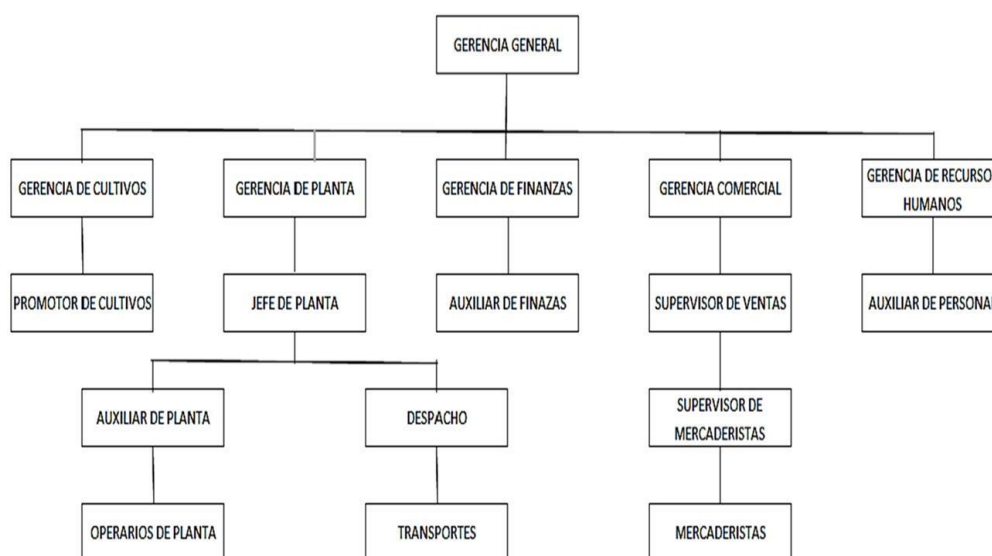 GERENCIA GENERAL
GERENCIA DE CULTIVOS
GERENCIA DE PLANTA
GERENCIA DE FINANZAS
GERENCIA COMERCIAL
GERENCIA DE RECURSO
HUMANOS
PROMOTOR DE CULTIVOS
JEFE DE PLANTA
AUXILIAR DE FINAZAS
SUPERVISOR DE VENTAS
AUXILIAR DE PERSONAL
AUXILIAR DE PLANTA
DESPACHO
SUPERVISOR DE
MERCADERISTAS
OPERARIOS DE PLANTA
TRANSPORTES
MERCADERISTAS